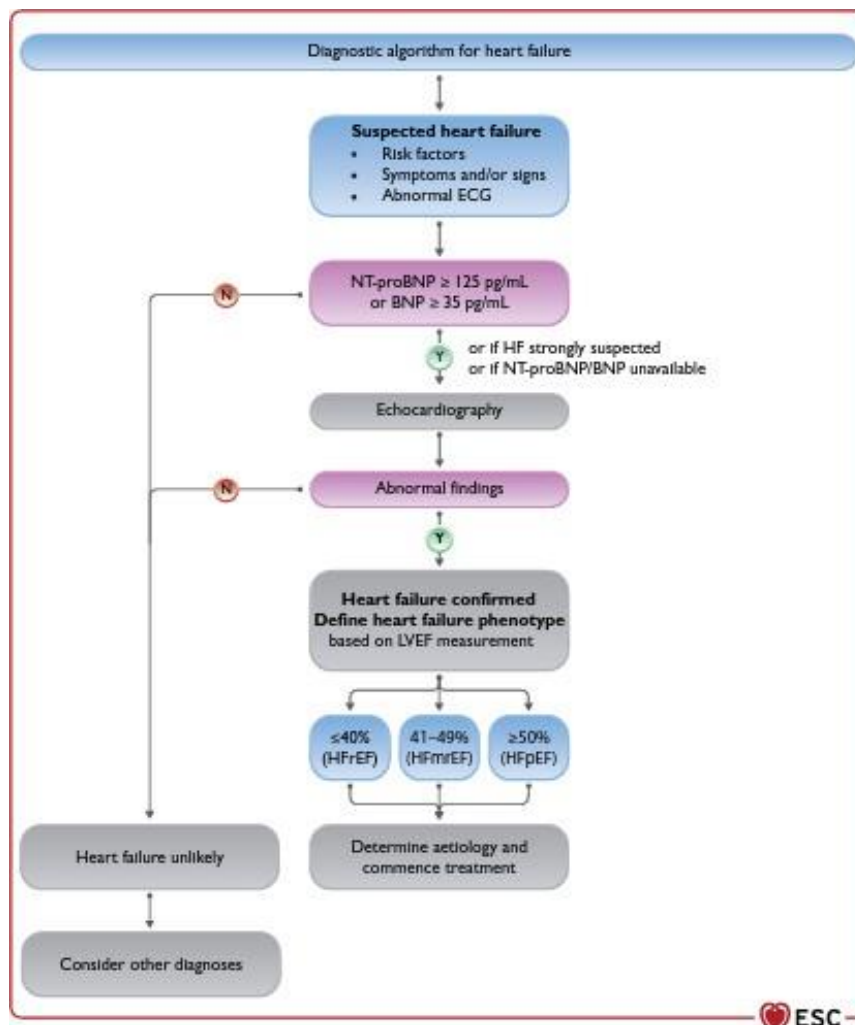 Diagnostic algorithm for heart failure
Suspected heart failure
• Risk factors
• Symptoms and/or signs
• Abnormal ECG
NT-proBNP ≥ 125 pg/mL
or BNP ≥ 35 pg/mL
N
Y
or if HF strongly suspected
or if NT-proBNP/BNP unavailable
Echocardiography
Abnormal findings
N
Y
Heart failure confirmed
Define heart failure phenotype
based on LVEF measurement
≤40%
(HFrEF)
41–49%
(HFmrEF)
≥50%
(HFpEF)
Heart failure unlikely
Determine aetiology and
commence treatment
Consider other diagnoses
ESC